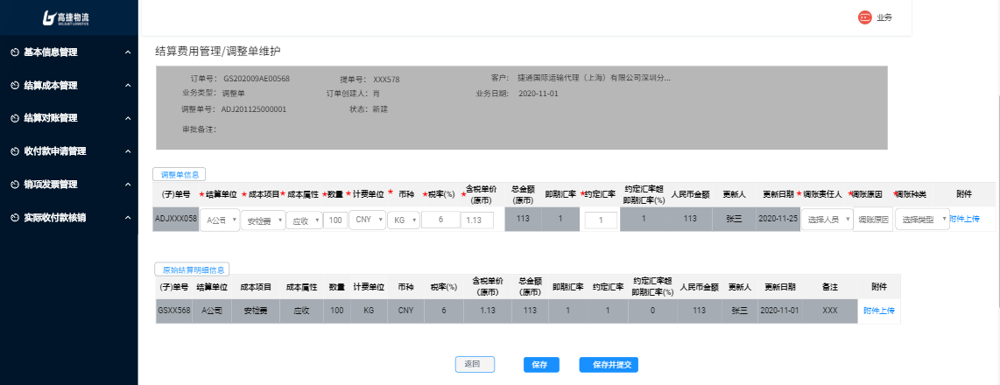 高捷物流
GOLDJET LOGISTICS
业务
基本信息管理
结算成本管理
结算对账管理
收付款申请管理
销项发票管理
实际收付款核销
结算费用管理/调整单维护
订单号： GS202009AE00568 提单号： XXX578 客户： 捷通国际运输代理（上海）有限公司深圳分...
业务类型： 调整单 订单创建人：肖 业务日期： 2020-11-01
调整单号： ADJ201125000001 状态：新建
审批备注：
调整单信息
(子)单号 *结算单位 *调账项目 *成本属性 *数量 *计费单位 * 币种 *税率(%) *含税单价(原币) 总金额(原币) 即期汇率 *约定汇率 约定汇率超即期汇率(%) 人民币金额 更新人 更新日期 *调账责任人 *调账原因 *调账种类 附件
ADJXXX058 A公司 安检费 应收 100 CNY KG 6 1.13 113 1 1 1 113 张三 2020-11-25 选择人员 调账原因 选择类型 附件上传
原始结算明细信息
(子)单号 结算单位 成本项目 成本属性 数量 计费单位 币种 税率(%) 含税单价(原币) 总金额(原币) 即期汇率 约定汇率 约定汇率超即期汇率(%) 人民币金额 更新人 更新日期 备注 附件
GSXX568 A公司 安检费 应收 100 KG CNY 6 1.13 113 1 1 0 113 张三 2020-11-01 XXX 附件上传
返回 保存 保存并提交